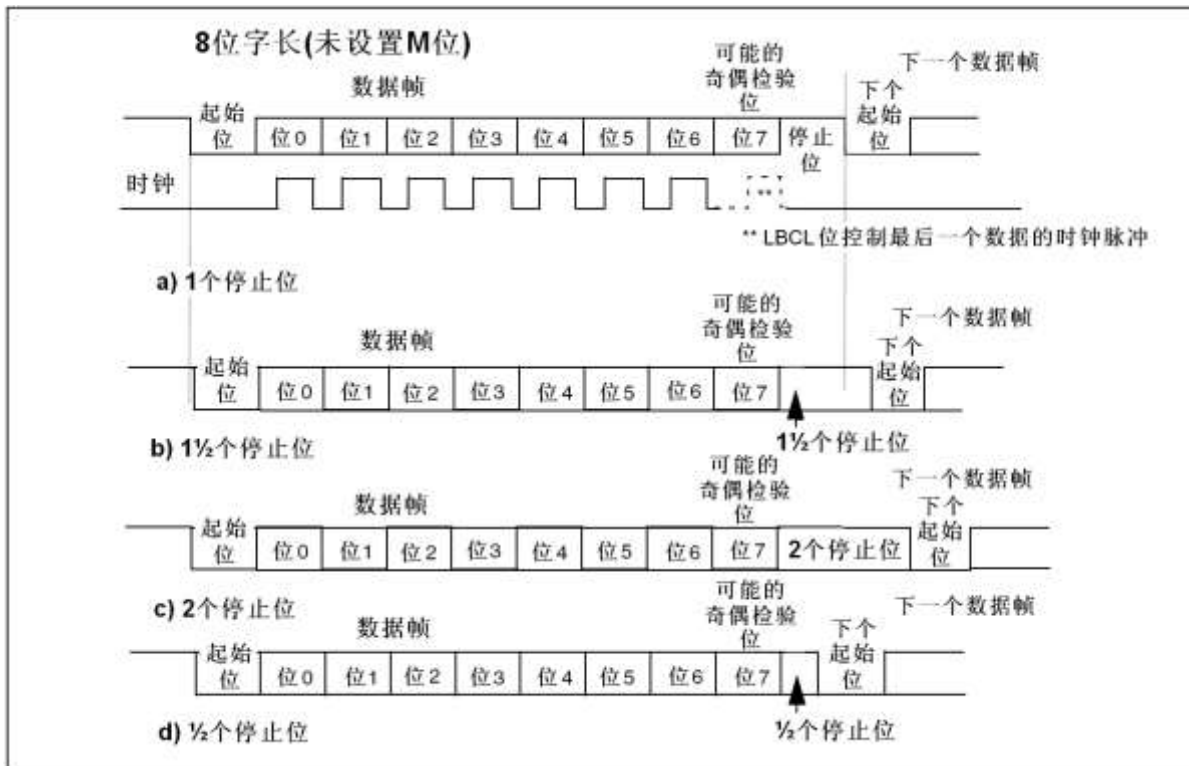 8位字长(未设置M位)
可能的
奇偶检验
位
下一个数据帧
数据帧
下个
起始
位
起始
位
位0 位1 位2 位3 位4 位5 位6 位7
停止
位
时钟
**
** LBCL位控制最后一个数据的时钟脉冲
a) 1个停止位
可能的
奇偶检验
位
下一个数据帧
数据帧
下个
起始
位
起始
位
位0 位1 位2 位3 位4 位5 位6 位7
b) 1½个停止位
1½个停止位
可能的
奇偶检验
位
下一个数据帧
数据帧
下个
起始
位
起始
位
位0 位1 位2 位3 位4 位5 位6 位7
2个停止位
c) 2个停止位
可能的
奇偶检验
位
下一个数据帧
数据帧
下个
起始
位
起始
位
位0 位1 位2 位3 位4 位5 位6 位7
d) ½个停止位
½个停止位